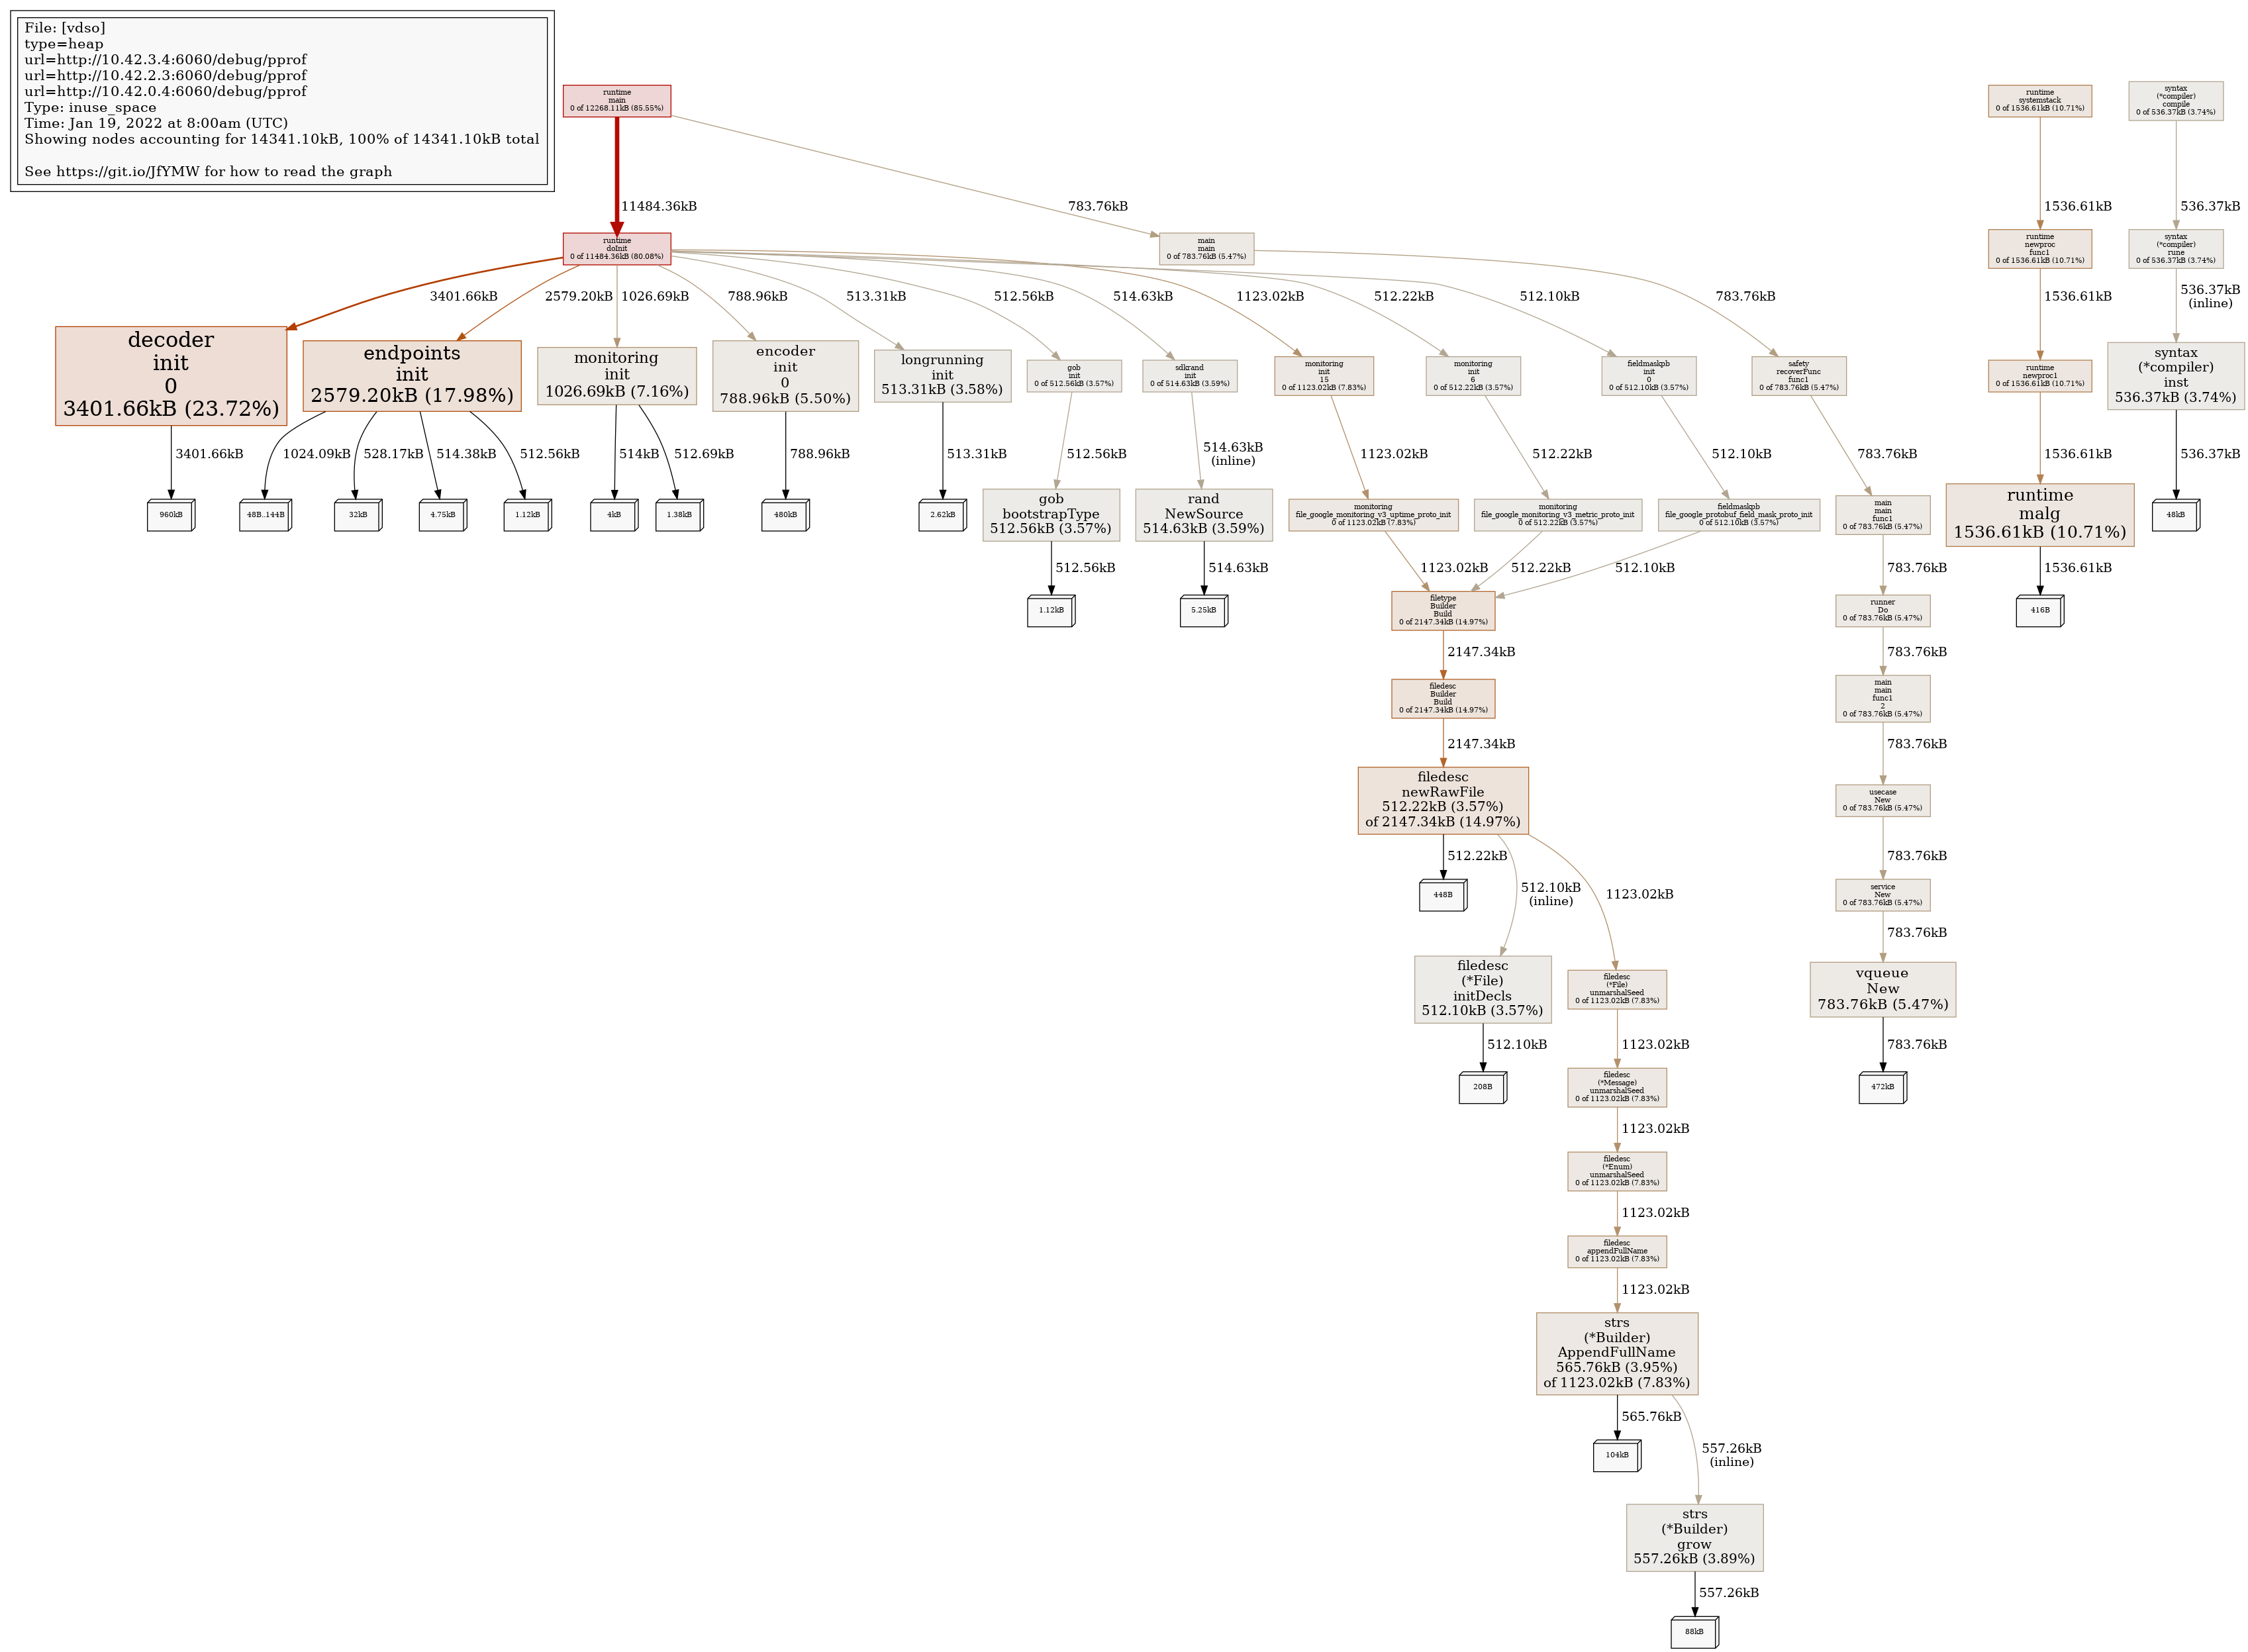 File: [vdso]
type=heap
url=http://10.42.3.4:6060/debug/pprof
url=http://10.42.2.3:6060/debug/pprof
url=http://10.42.0.4:6060/debug/pprof
Type: inuse_space
Time: Jan 19, 2022 at 8:00am (UTC)
Showing nodes accounting for 14341.10kB, 100% of 14341.10kB total
See https://git.io/JfYMW for how to read the graph
runtime
main
0 of 12268.11kB (85.55%)
runtime
systemstack
0 of 1536.61kB (10.71%)
syntax
(*compiler)
compile
0 of 536.37kB (3.74%)
11484.36kB
783.76kB
1536.61kB
536.37kB
runtime
doInit
0 of 11484.36kB (80.08%)
main
main
0 of 783.76kB (5.47%)
runtime
newproc
func1
0 of 1536.61kB (10.71%)
syntax
(*compiler)
rune
0 of 536.37kB (3.74%)
3401.66kB
2579.20kB
1026.69kB
788.96kB
513.31kB
512.56kB
514.63kB
1123.02kB
512.22kB
512.10kB
783.76kB
1536.61kB
536.37kB
(inline)
decoder
init
0
3401.66kB (23.72%)
endpoints
init
2579.20kB (17.98%)
monitoring
init
1026.69kB (7.16%)
encoder
init
0
788.96kB (5.50%)
longrunning
init
513.31kB (3.58%)
gob
init
0 of 512.56kB (3.57%)
sdkrand
init
0 of 514.63kB (3.59%)
monitoring
init
15
0 of 1123.02kB (7.83%)
monitoring
init
6
0 of 512.22kB (3.57%)
fieldmaskpb
init
0
0 of 512.10kB (3.57%)
safety
recoverFunc
func1
0 of 783.76kB (5.47%)
runtime
newproc1
0 of 1536.61kB (10.71%)
syntax
(*compiler)
inst
536.37kB (3.74%)
3401.66kB
1024.09kB
528.17kB
514.38kB
512.56kB
514kB
512.69kB
788.96kB
513.31kB
512.56kB
514.63kB
(inline)
1123.02kB
512.22kB
512.10kB
783.76kB
1536.61kB
536.37kB
960kB
48B..144B
32kB
4.75kB
1.12kB
4kB
1.38kB
480kB
2.62kB
gob
bootstrapType
512.56kB (3.57%)
rand
NewSource
514.63kB (3.59%)
monitoring
file_google_monitoring_v3_uptime_proto_init
0 of 1123.02kB (7.83%)
monitoring
file_google_monitoring_v3_metric_proto_init
0 of 512.22kB (3.57%)
fieldmaskpb
file_google_protobuf_field_mask_proto_init
0 of 512.10kB (3.57%)
main
main
func1
0 of 783.76kB (5.47%)
runtime
malg
1536.61kB (10.71%)
48kB
512.56kB
514.63kB
1123.02kB
512.22kB
512.10kB
783.76kB
1536.61kB
1.12kB
5.25kB
filetype
Builder
Build
0 of 2147.34kB (14.97%)
runner
Do
0 of 783.76kB (5.47%)
416B
2147.34kB
783.76kB
filedesc
Builder
Build
0 of 2147.34kB (14.97%)
main
main
func1
2
0 of 783.76kB (5.47%)
2147.34kB
783.76kB
filedesc
newRawFile
512.22kB (3.57%)
of 2147.34kB (14.97%)
usecase
New
0 of 783.76kB (5.47%)
512.22kB
512.10kB
(inline)
1123.02kB
783.76kB
448B
service
New
0 of 783.76kB (5.47%)
783.76kB
filedesc
(*File)
initDecls
512.10kB (3.57%)
filedesc
(*File)
unmarshalSeed
0 of 1123.02kB (7.83%)
vqueue
New
783.76kB (5.47%)
512.10kB
1123.02kB
783.76kB
208B
filedesc
(*Message)
unmarshalSeed
0 of 1123.02kB (7.83%)
472kB
1123.02kB
filedesc
(*Enum)
unmarshalSeed
0 of 1123.02kB (7.83%)
1123.02kB
filedesc
appendFullName
0 of 1123.02kB (7.83%)
1123.02kB
strs
(*Builder)
AppendFullName
565.76kB (3.95%)
of 1123.02kB (7.83%)
565.76kB
557.26kB
(inline)
104kB
strs
(*Builder)
grow
557.26kB (3.89%)
557.26kB
88kB